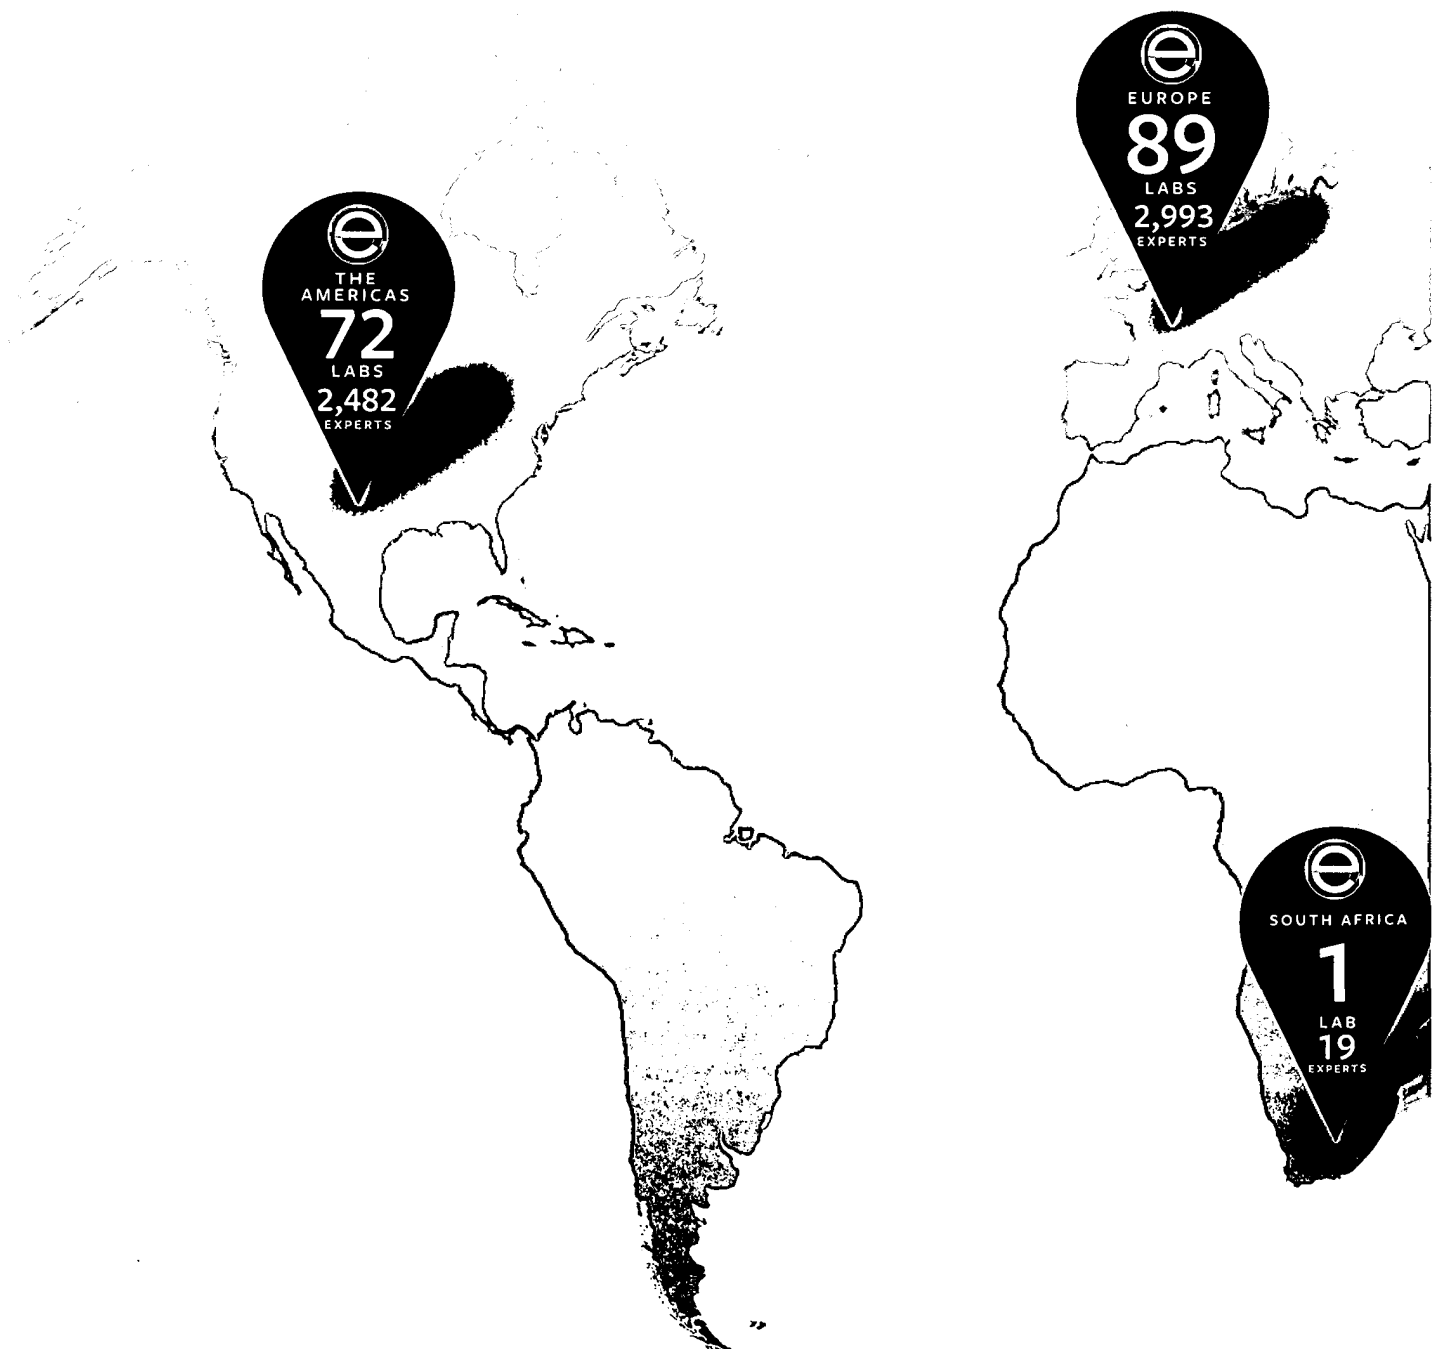 e
EUROPE
89
LABS
2,993
EXPERTS
e
THE
AMERICAS
72
LABS
2,482
EXPERTS
e
SOUTH AFRICA
1
LAB
19
EXPERTS